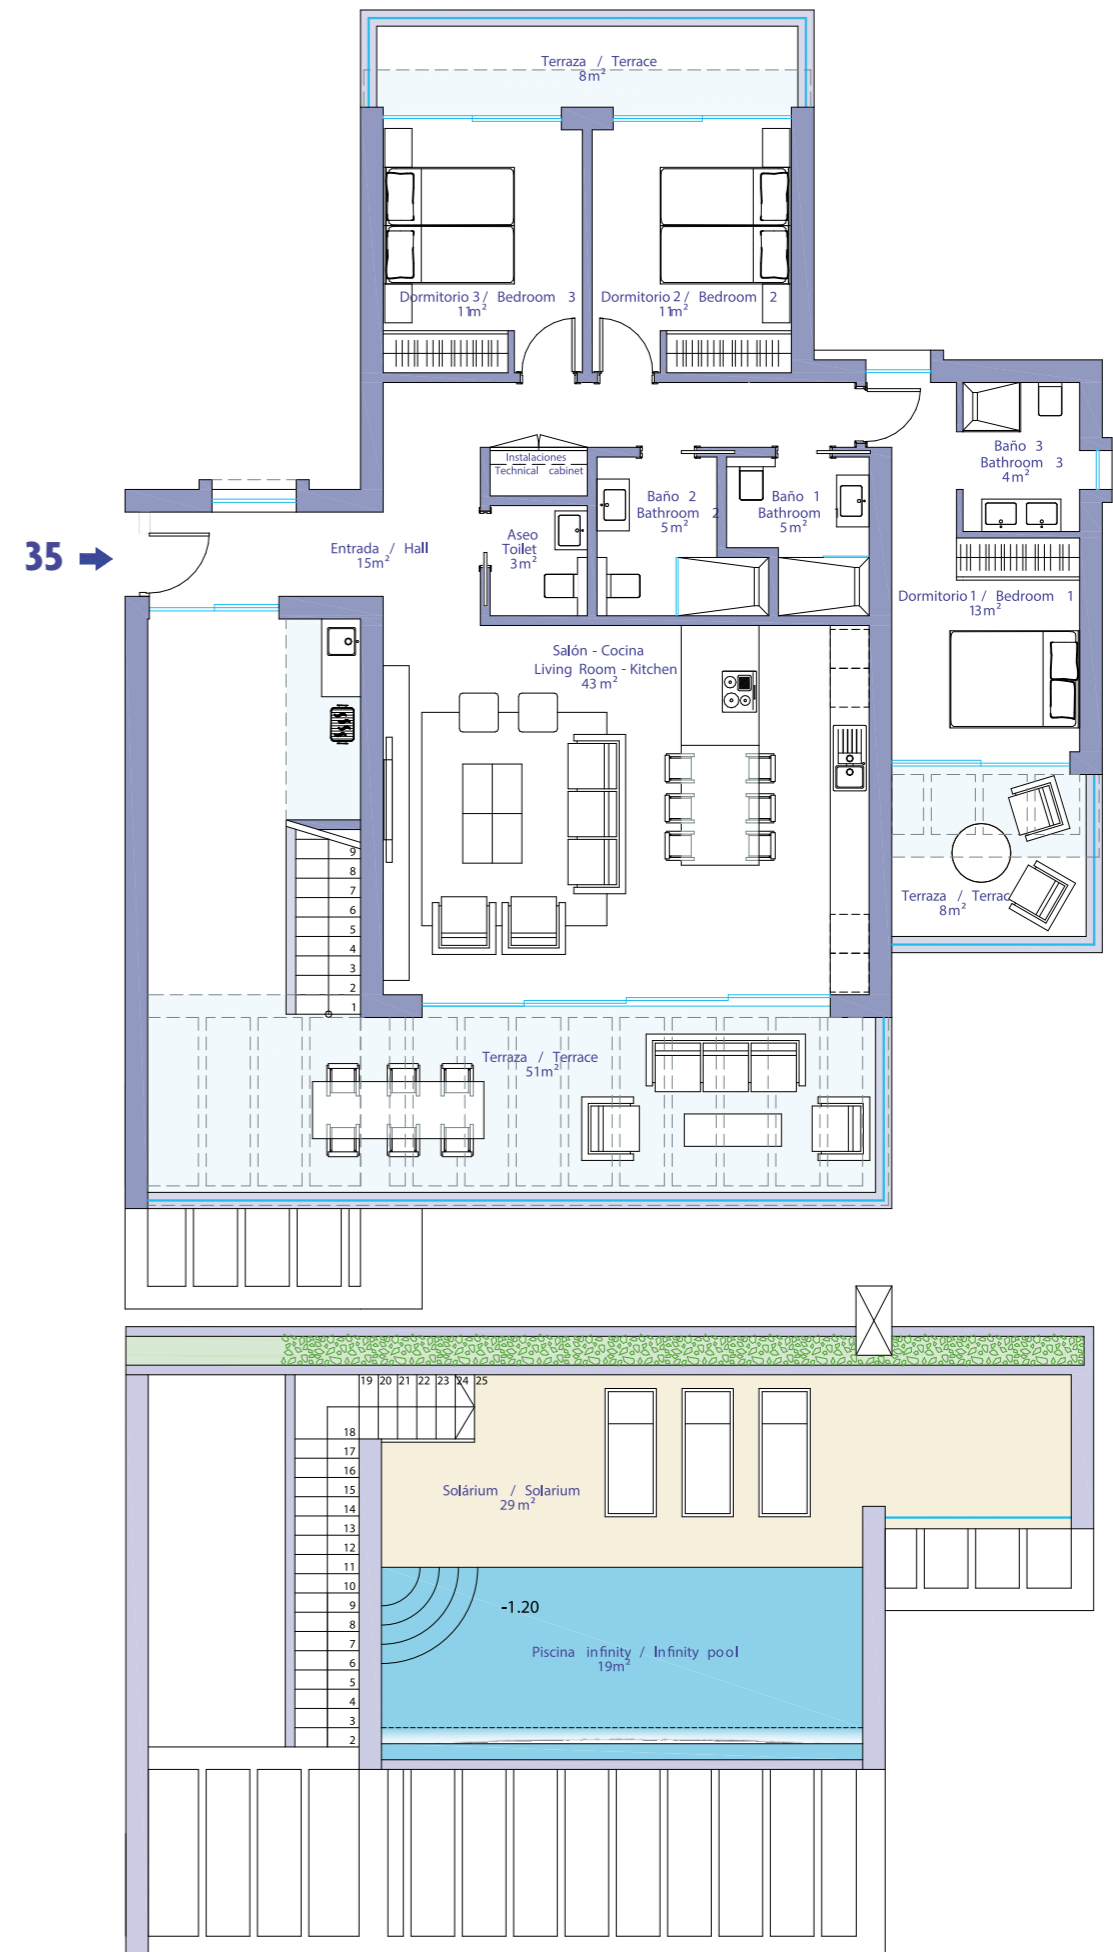 Terraza / Terrace
8m²
Dormitorio 3 / Bedroom 3
11m²
Dormitorio 2 / Bedroom 2
11m²
Instalaciones
Technical cabinet
Baño 3
Bathroom 3
4m²
Baño 2
Bathroom 2
5m²
Baño 1
Bathroom 1
5m²
Aseo
Toilet
3m²
35
Entrada / Hall
15m²
Dormitorio 1 / Bedroom 1
13m²
Salón - Cocina
Living Room - Kitchen
43 m²
9
8
7
6
5
4
3
2
1
Terraza / Terrac
8m²
Terraza / Terrace
51m²
19 20 21 22 23 24 25
18
17
16
15
14
13
12
11
10
9
8
7
6
5
4
3
2
Solárium / Solarium
29 m²
-1.20
Piscina infinity / Infinity pool
19m²